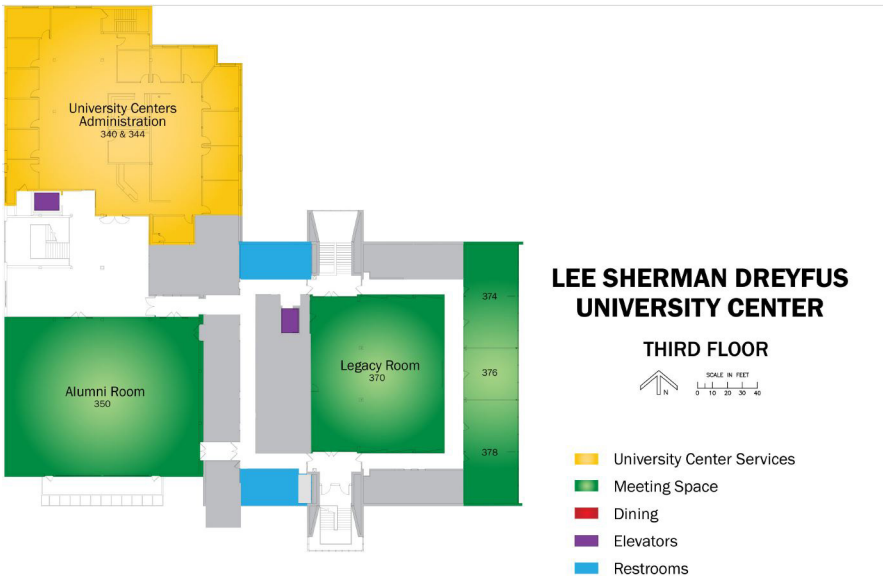 University Centers
Administration
340 & 344
LEE SHERMAN DREYFUS
UNIVERSITY CENTER
374
THIRD FLOOR
Legacy Room
370
376
SCALE IN FEET
N
0 10 20 30 40
Alumni Room
350
378
University Center Services
Meeting Space
Dining
Elevators
Restrooms